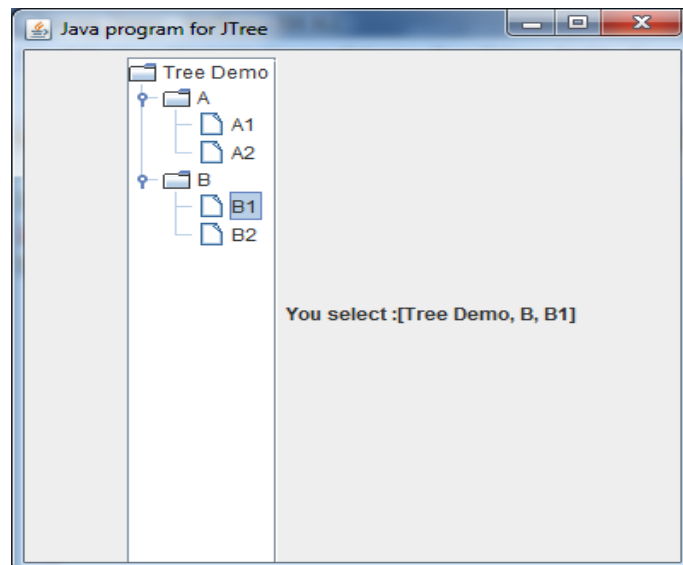 Java program for JTree
Tree Demo
A
A1
A2
B
B1
B2
You select :[Tree Demo, B, B1]